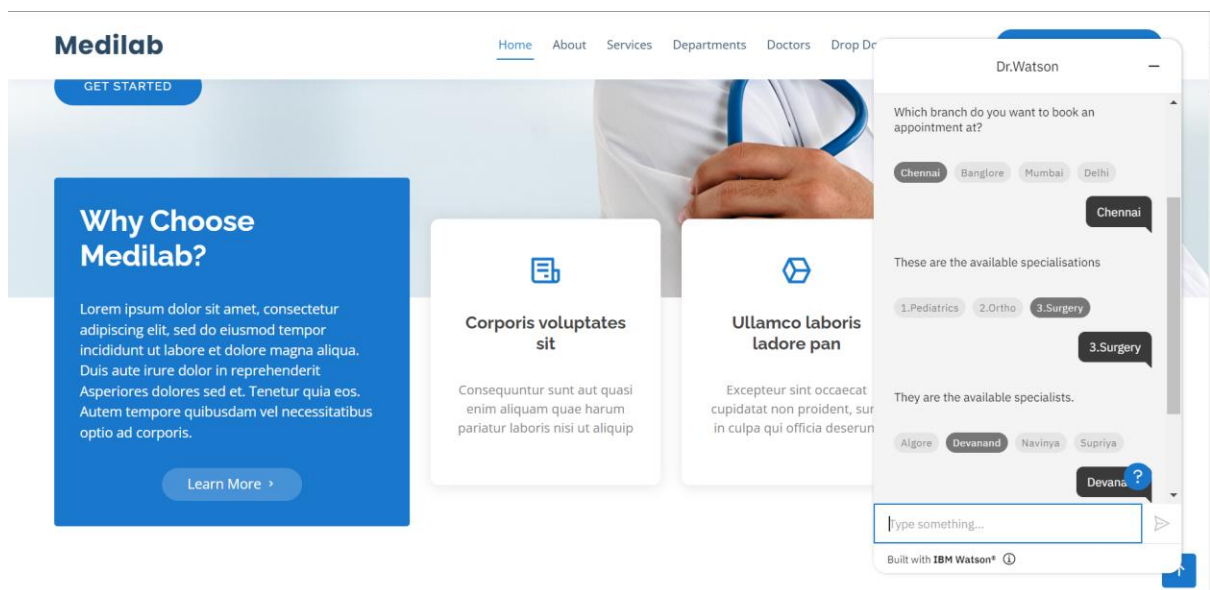 Medilab
Home About Services Departments Doctors Drop
GET STARTED
Why Choose
Medilab?
Lorem ipsum dolor sit amet, consectetur
adipiscing elit, sed do eiusmod tempor
incididunt ut labore et dolore magna aliqua.
Duis aute irure dolor in reprehenderit
Asperiores dolores sed et. Tenetur quia eos.
Autem tempore quibusdam vel necessitatibus
optio ad corporis.
Learn More
Corporis voluptates
sit
Consequuntur sunt aut quasi
enim aliquam quae harum
pariatur laboris nisi ut aliquip
Ullamco laboris
ladore pan
Excepteur sint occaecat
cupidatat non proident,
in culpa qui officia
Dr.Watson
Which branch do you want to book an
appointment at?
Chennai Banglore Mumbai Delhi
Chennai
These are the available specialisations
1.Pediatrics 2.Ortho 3.Surgery
3.Surgery
They are the available specialists.
Algore Devanand Navinya Supriya
?
Type something...
Built with IBM Watson®